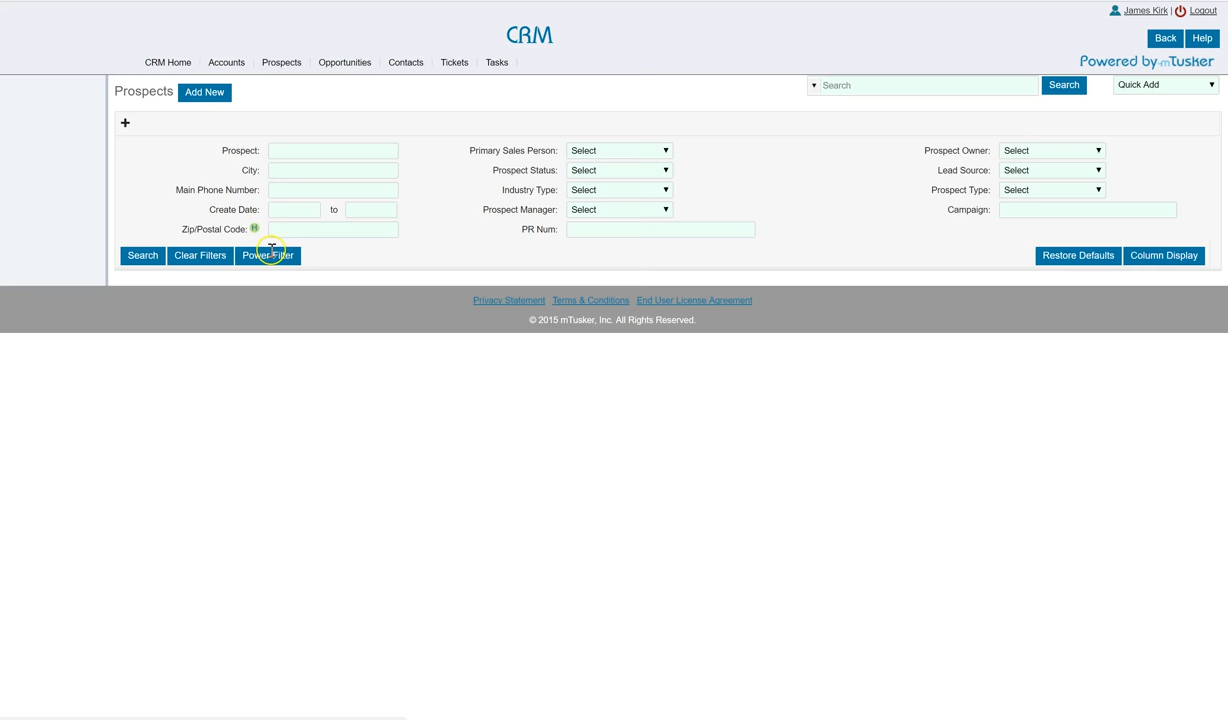 James Kirk | Logout
CRM
Back Help
CRM Home Accounts Prospects Opportunities Contacts Tickets Tasks
Powered by mTusker
Prospects Add New Search Search Quick Add
Prospect: Primary Sales Person: Select Prospect Owner: Select
City: Prospect Status: Select Lead Source: Select
Main Phone Number: Industry Type: Select Prospect Type: Select
Create Date: to Prospect Manager: Select Campaign:
Zip/Postal Code: H PR Num:
Search Clear Filters Power Filter Restore Defaults Column Display
Privacy Statement Terms & Conditions End User License Agreement
© 2015 mTusker, Inc. All Rights Reserved.